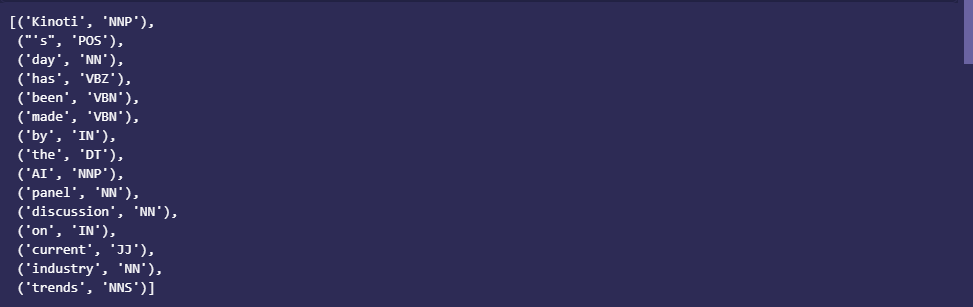 [('Kinoti', 'NNP'),
("'s", 'POS'),
('day', 'NN'),
('has', 'VBZ'),
('been', 'VBN'),
('made', 'VBN'),
('by', 'IN'),
('the', 'DT'),
('AI', 'NNP'),
('panel', 'NN'),
('discussion', 'NN'),
('on', 'IN'),
('current', 'JJ'),
('industry', 'NN'),
('trends', 'NNS')]